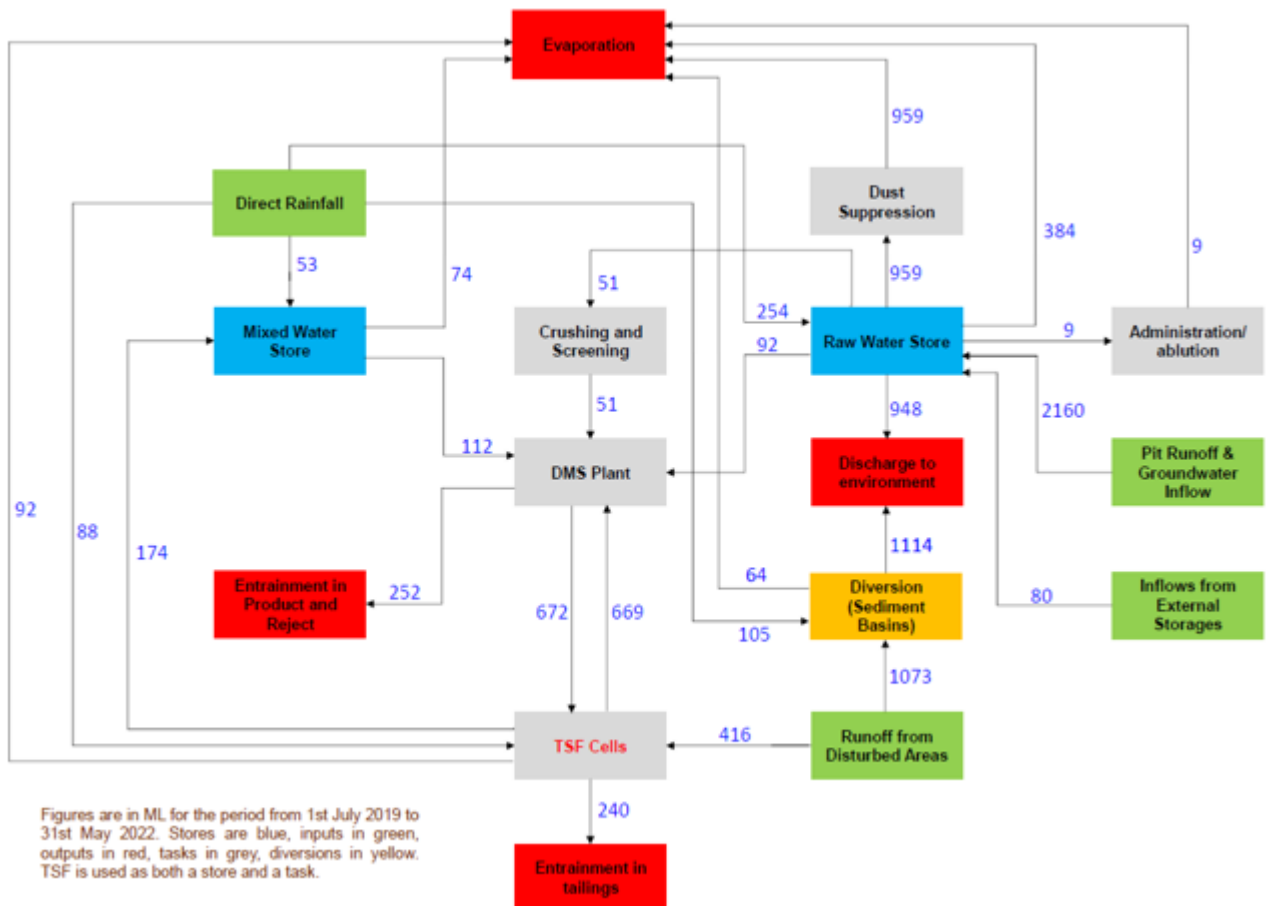 Evaporation
959
Direct Rainfall
Dust
Suppression
384
9
53
74
51
959
254
Mixed Water
Store
Crushing and
Screening
92
Raw Water Store
9
Administration/
ablution
51
948
2160
112
DMS Plant
Discharge to
environment
Pit Runoff &
Groundwater
Inflow
92
88
174
1114
Entrainment in
Product and
Reject
252
672
669
64
105
Diversion
(Sediment
Basins)
80
Inflows from
External
Storages
1073
TSF Cells
416
Runoff from
Disturbed Areas
240
Figures are in ML for the period from 1st July 2019 to
31st May 2022. Stores are blue, inputs in green,
outputs in red, tasks in grey, diversions in yellow.
TSF is used as both a store and a task.
Entrainment in
tailings